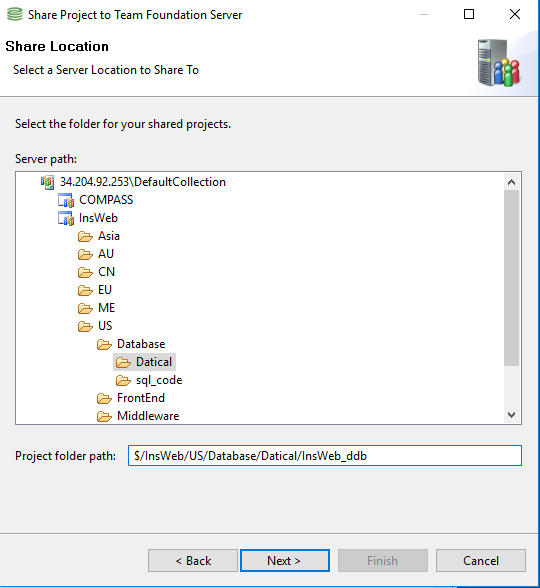 Share Project to Team Foundation Server
Share Location
Select a Server Location to Share To
Select the folder for your shared projects.
Server path:
34.204.92.253\DefaultCollection
COMPASS
InsWeb
Asia
AU
CN
EU
ME
US
Database
Datical
sql_code
FrontEnd
Middleware
Project folder path: $/InsWeb/US/Database/Datical/InsWeb_ddb
< Back Next > Finish Cancel